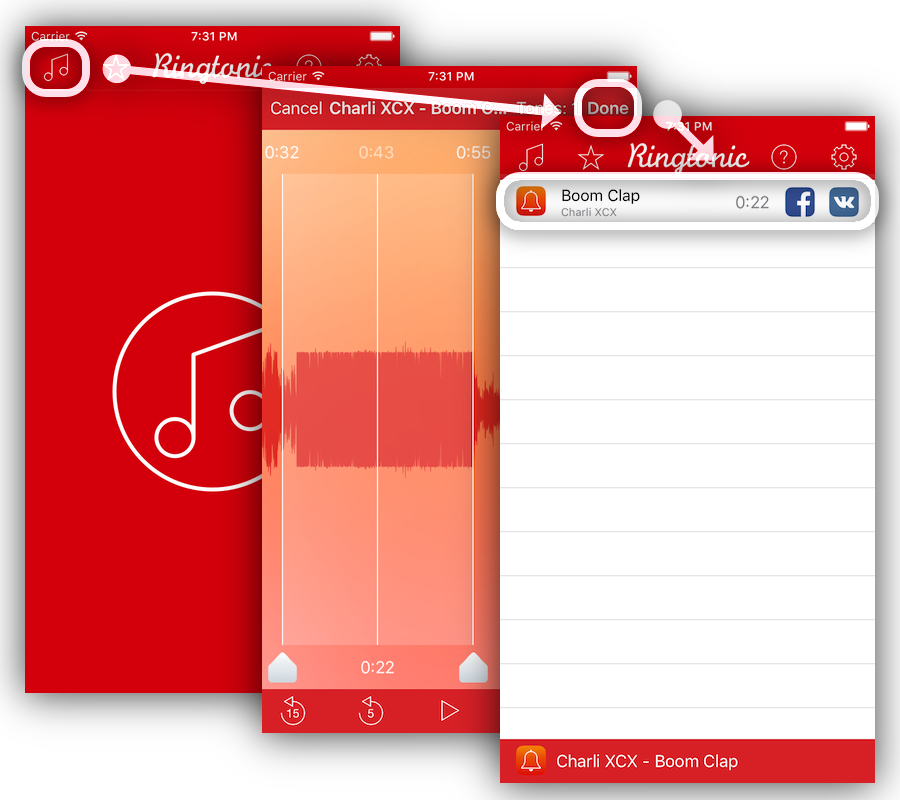 Carrier 7:31 PM
Ringtonic
Carrier 7:31 PM
Cancel Charli XCX - Boom C... Tones: Done
0:32 0:43 0:55
0:22
15 5
Carrier 7:31 PM
Ringtonic ?
Boom Clap
Charli XCX
0:22 f VK
Charli XCX - Boom Clap